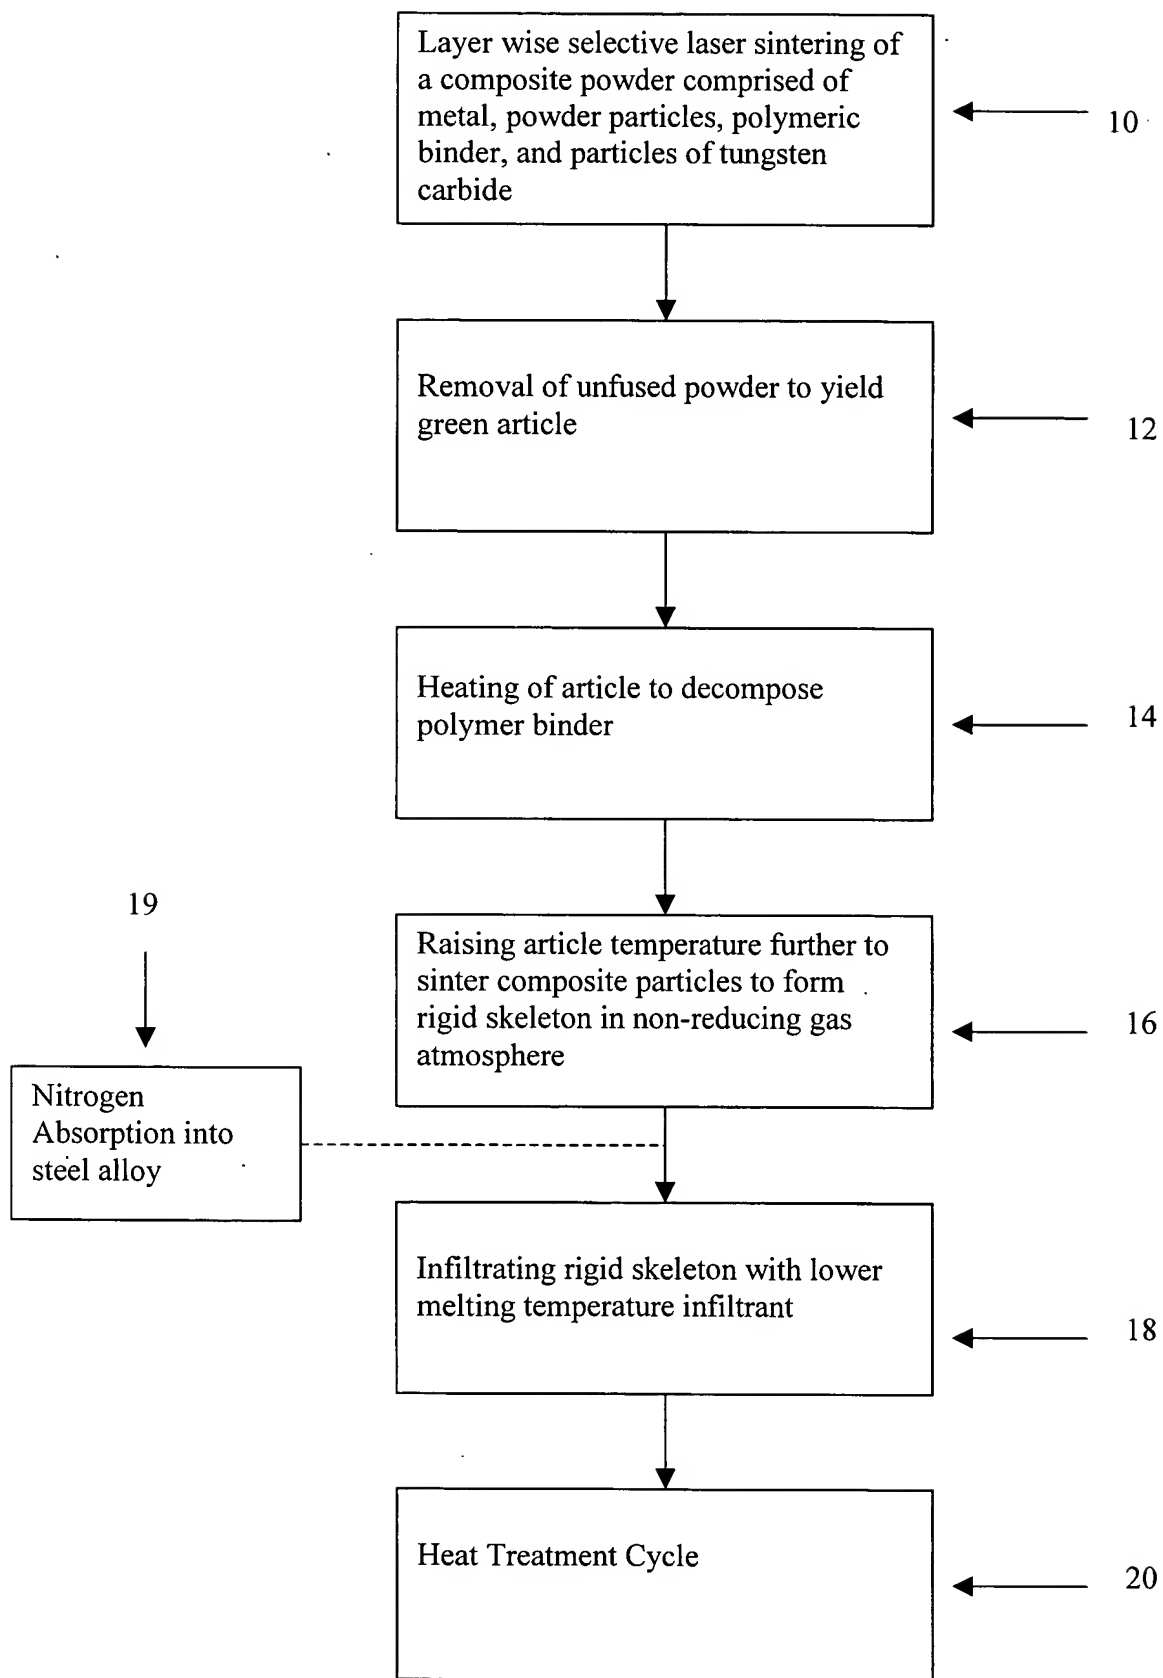 Layer wise selective laser sintering of
a composite powder comprised of
metal, powder particles, polymeric
binder, and particles of tungsten
carbide
10
Removal of unfused powder to yield
green article
12
Heating of article to decompose
polymer binder
14
19
Raising article temperature further to
sinter composite particles to form
rigid skeleton in non-reducing gas
atmosphere
16
Nitrogen
Absorption into
steel alloy
Infiltrating rigid skeleton with lower
melting temperature infiltrant
18
Heat Treatment Cycle
20